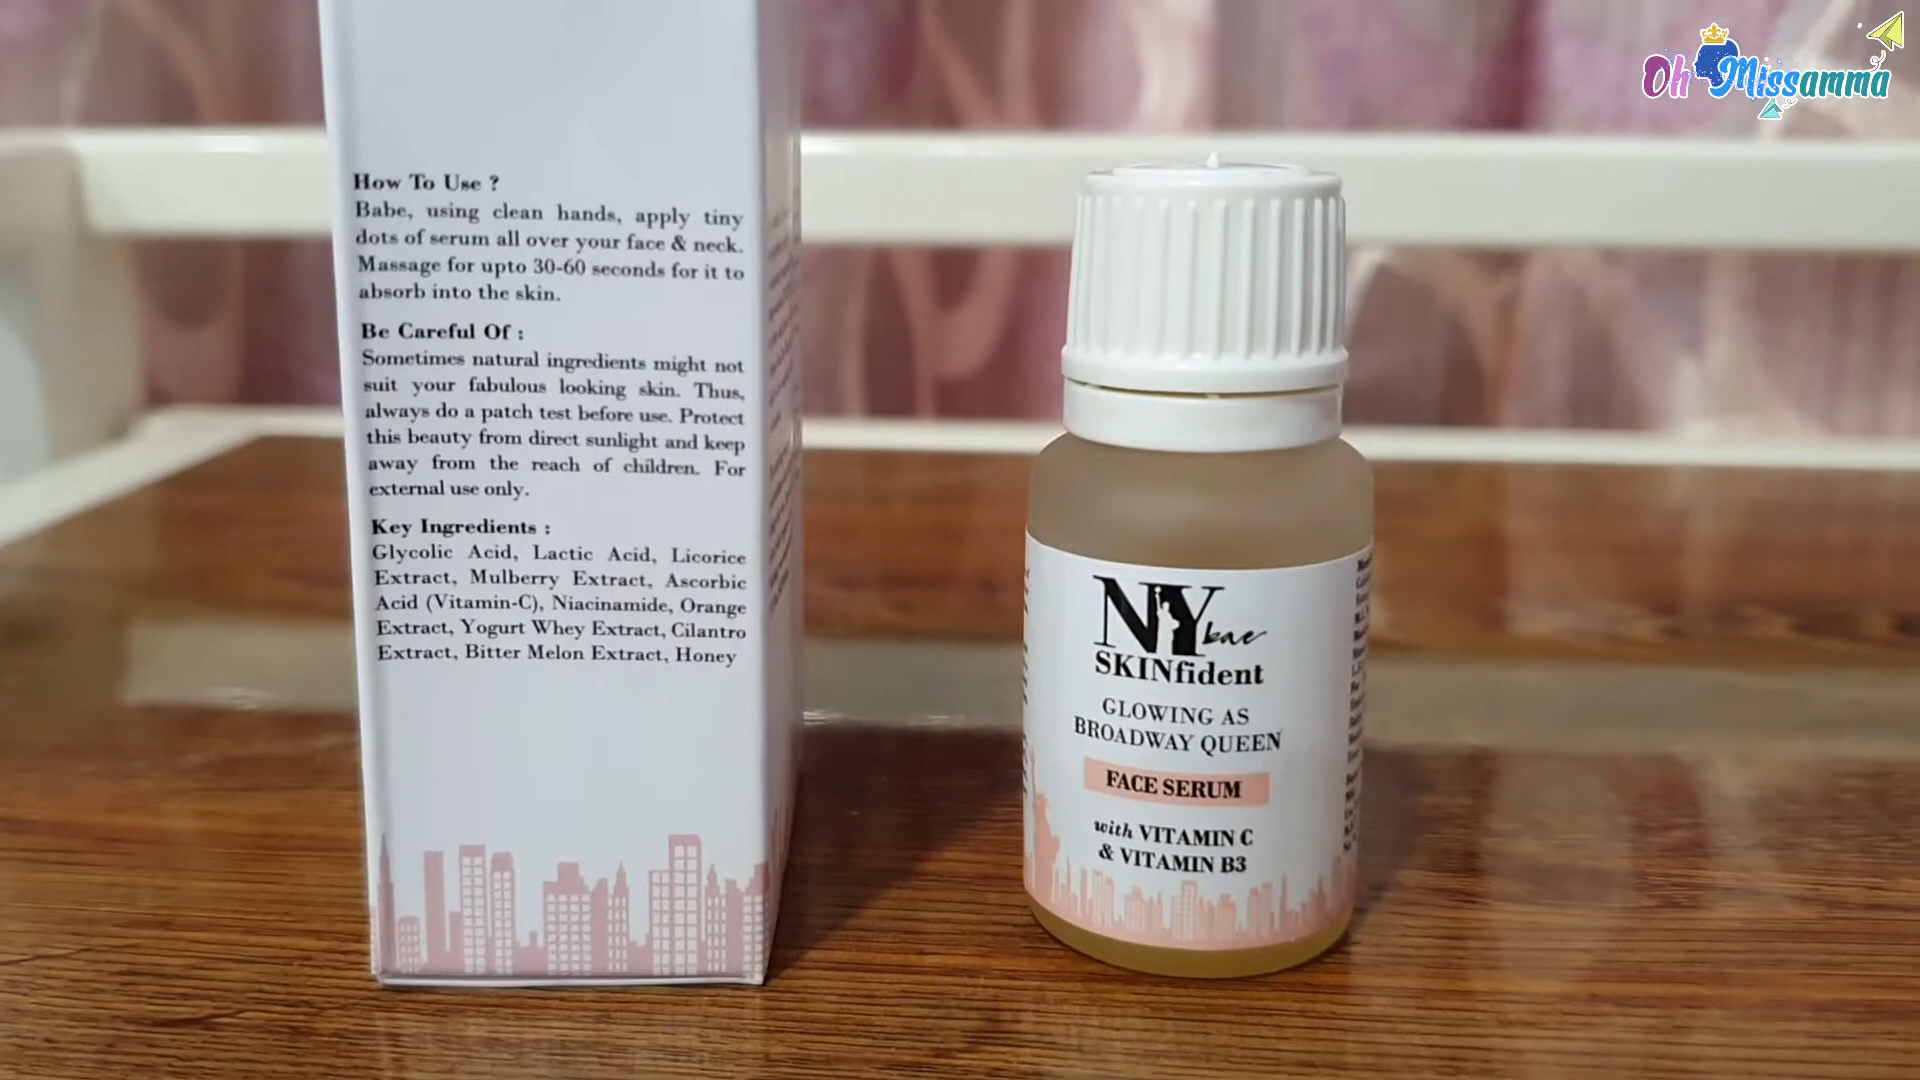 How To Use ?
Babe, using clean hands, apply tiny
dots of serum all over your face & neck.
Massage for upto 30-60 seconds for it to
absorb into the skin.
Be Careful Of :
Sometimes natural ingredients might not
suit your fabulous looking skin. Thus,
always do a patch test before use. Protect
this beauty from direct sunlight and keep
away from the reach of children. For
external use only.
Key Ingredients :
Glycolic Acid, Lactic Acid, Licorice
Extract, Mulberry Extract, Ascorbic
Acid (Vitamin-C), Niacinamide, Orange
Extract, Yogurt Whey Extract, Cilantro
Extract, Bitter Melon Extract, Honey
NY bae
SKINfident
GLOWING AS
BROADWAY QUEEN
FACE SERUM
with VITAMIN C
& VITAMIN B3
Oh Missamma